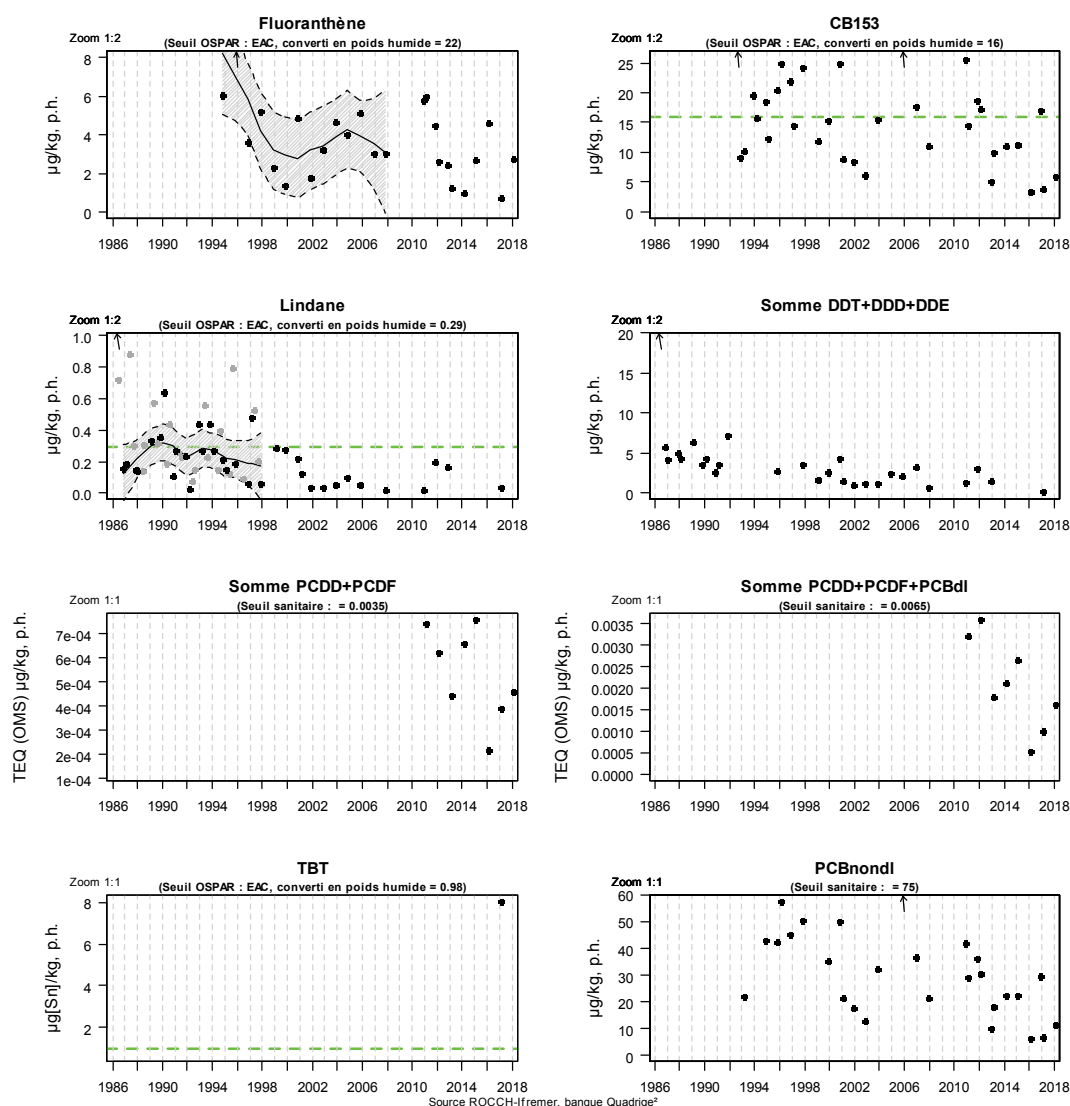 Fluoranthène
Zoom 1:2
(Seuil OSPAR : EAC, converti en poids humide = 22)
µg/kg, p.h.
8
6
4
2
0
1986 1990 1994 1998 2002 2006 2010 2014 2018
CB153
Zoom 1:2
(Seuil OSPAR : EAC, converti en poids humide = 16)
µg/kg, p.h.
25
20
15
10
5
0
1986 1990 1994 1998 2002 2006 2010 2014 2018
Lindane
Zoom 1:2
(Seuil OSPAR : EAC, converti en poids humide = 0.29)
µg/kg, p.h.
1.0
0.8
0.6
0.4
0.2
0.0
1986 1990 1994 1998 2002 2006 2010 2014 2018
Somme DDT+DDD+DDE
Zoom 1:2
µg/kg, p.h.
20
15
10
5
0
1986 1990 1994 1998 2002 2006 2010 2014 2018
Somme PCDD+PCDF
Zoom 1:1
(Seuil sanitaire : = 0.0035)
TEQ (OMS) µg/kg, p.h.
7e-04
6e-04
5e-04
4e-04
3e-04
2e-04
1e-04
1986 1990 1994 1998 2002 2006 2010 2014 2018
Somme PCDD+PCDF+PCBdl
Zoom 1:1
(Seuil sanitaire : = 0.0065)
TEQ (OMS) µg/kg, p.h.
0.0035
0.0030
0.0025
0.0020
0.0015
0.0010
0.0005
0.0000
1986 1990 1994 1998 2002 2006 2010 2014 2018
TBT
Zoom 1:1
(Seuil OSPAR : EAC, converti en poids humide = 0.98)
µg[Sn]/kg, p.h.
8
6
4
2
1986 1990 1994 1998 2002 2006 2010 2014 2018
PCBnondl
Zoom 1:1
(Seuil sanitaire : = 75)
µg/kg, p.h.
60
50
40
30
20
10
0
1986 1990 1994 1998 2002 2006 2010 2014 2018
Source ROCCH-Ifremer, banque Quadrige²